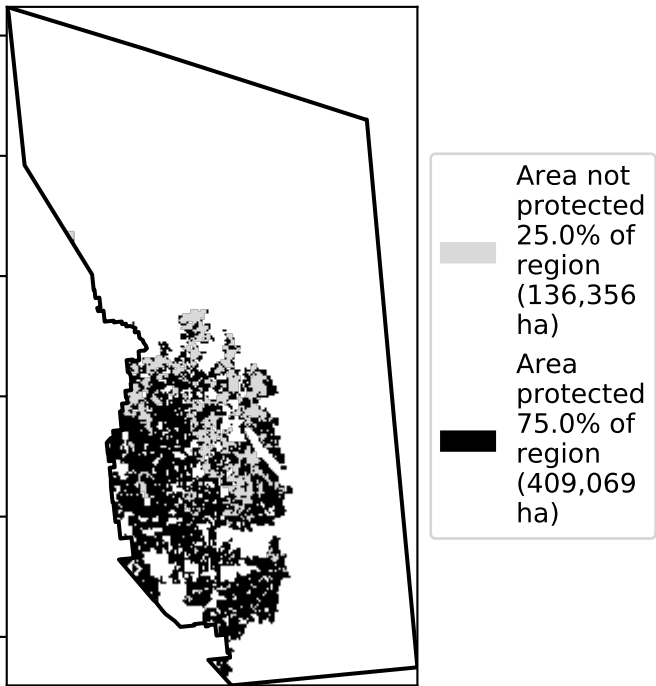 Area not
protected
25.0% of
region
(136,356
ha)
Area
protected
75.0% of
region
(409,069
ha)